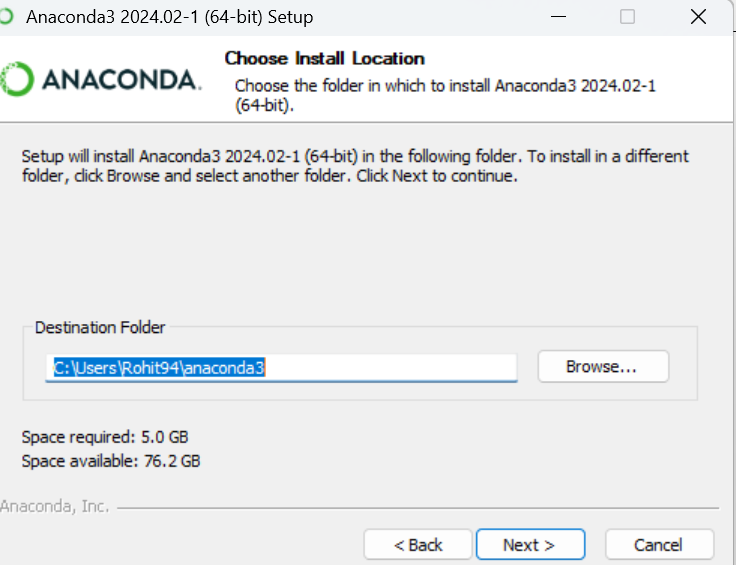 Anaconda3 2024.02-1 (64-bit) Setup
ANACONDA.
Choose Install Location
Choose the folder in which to install Anaconda3 2024.02-1
(64-bit).
Setup will install Anaconda3 2024.02-1 (64-bit) in the following folder. To install in a different
folder, click Browse and select another folder. Click Next to continue.
Destination Folder
C:\Users\Rohit94\anaconda3
Browse...
Space required: 5.0 GB
Space available: 76.2 GB
Anaconda, Inc.
< Back
Next >
Cancel